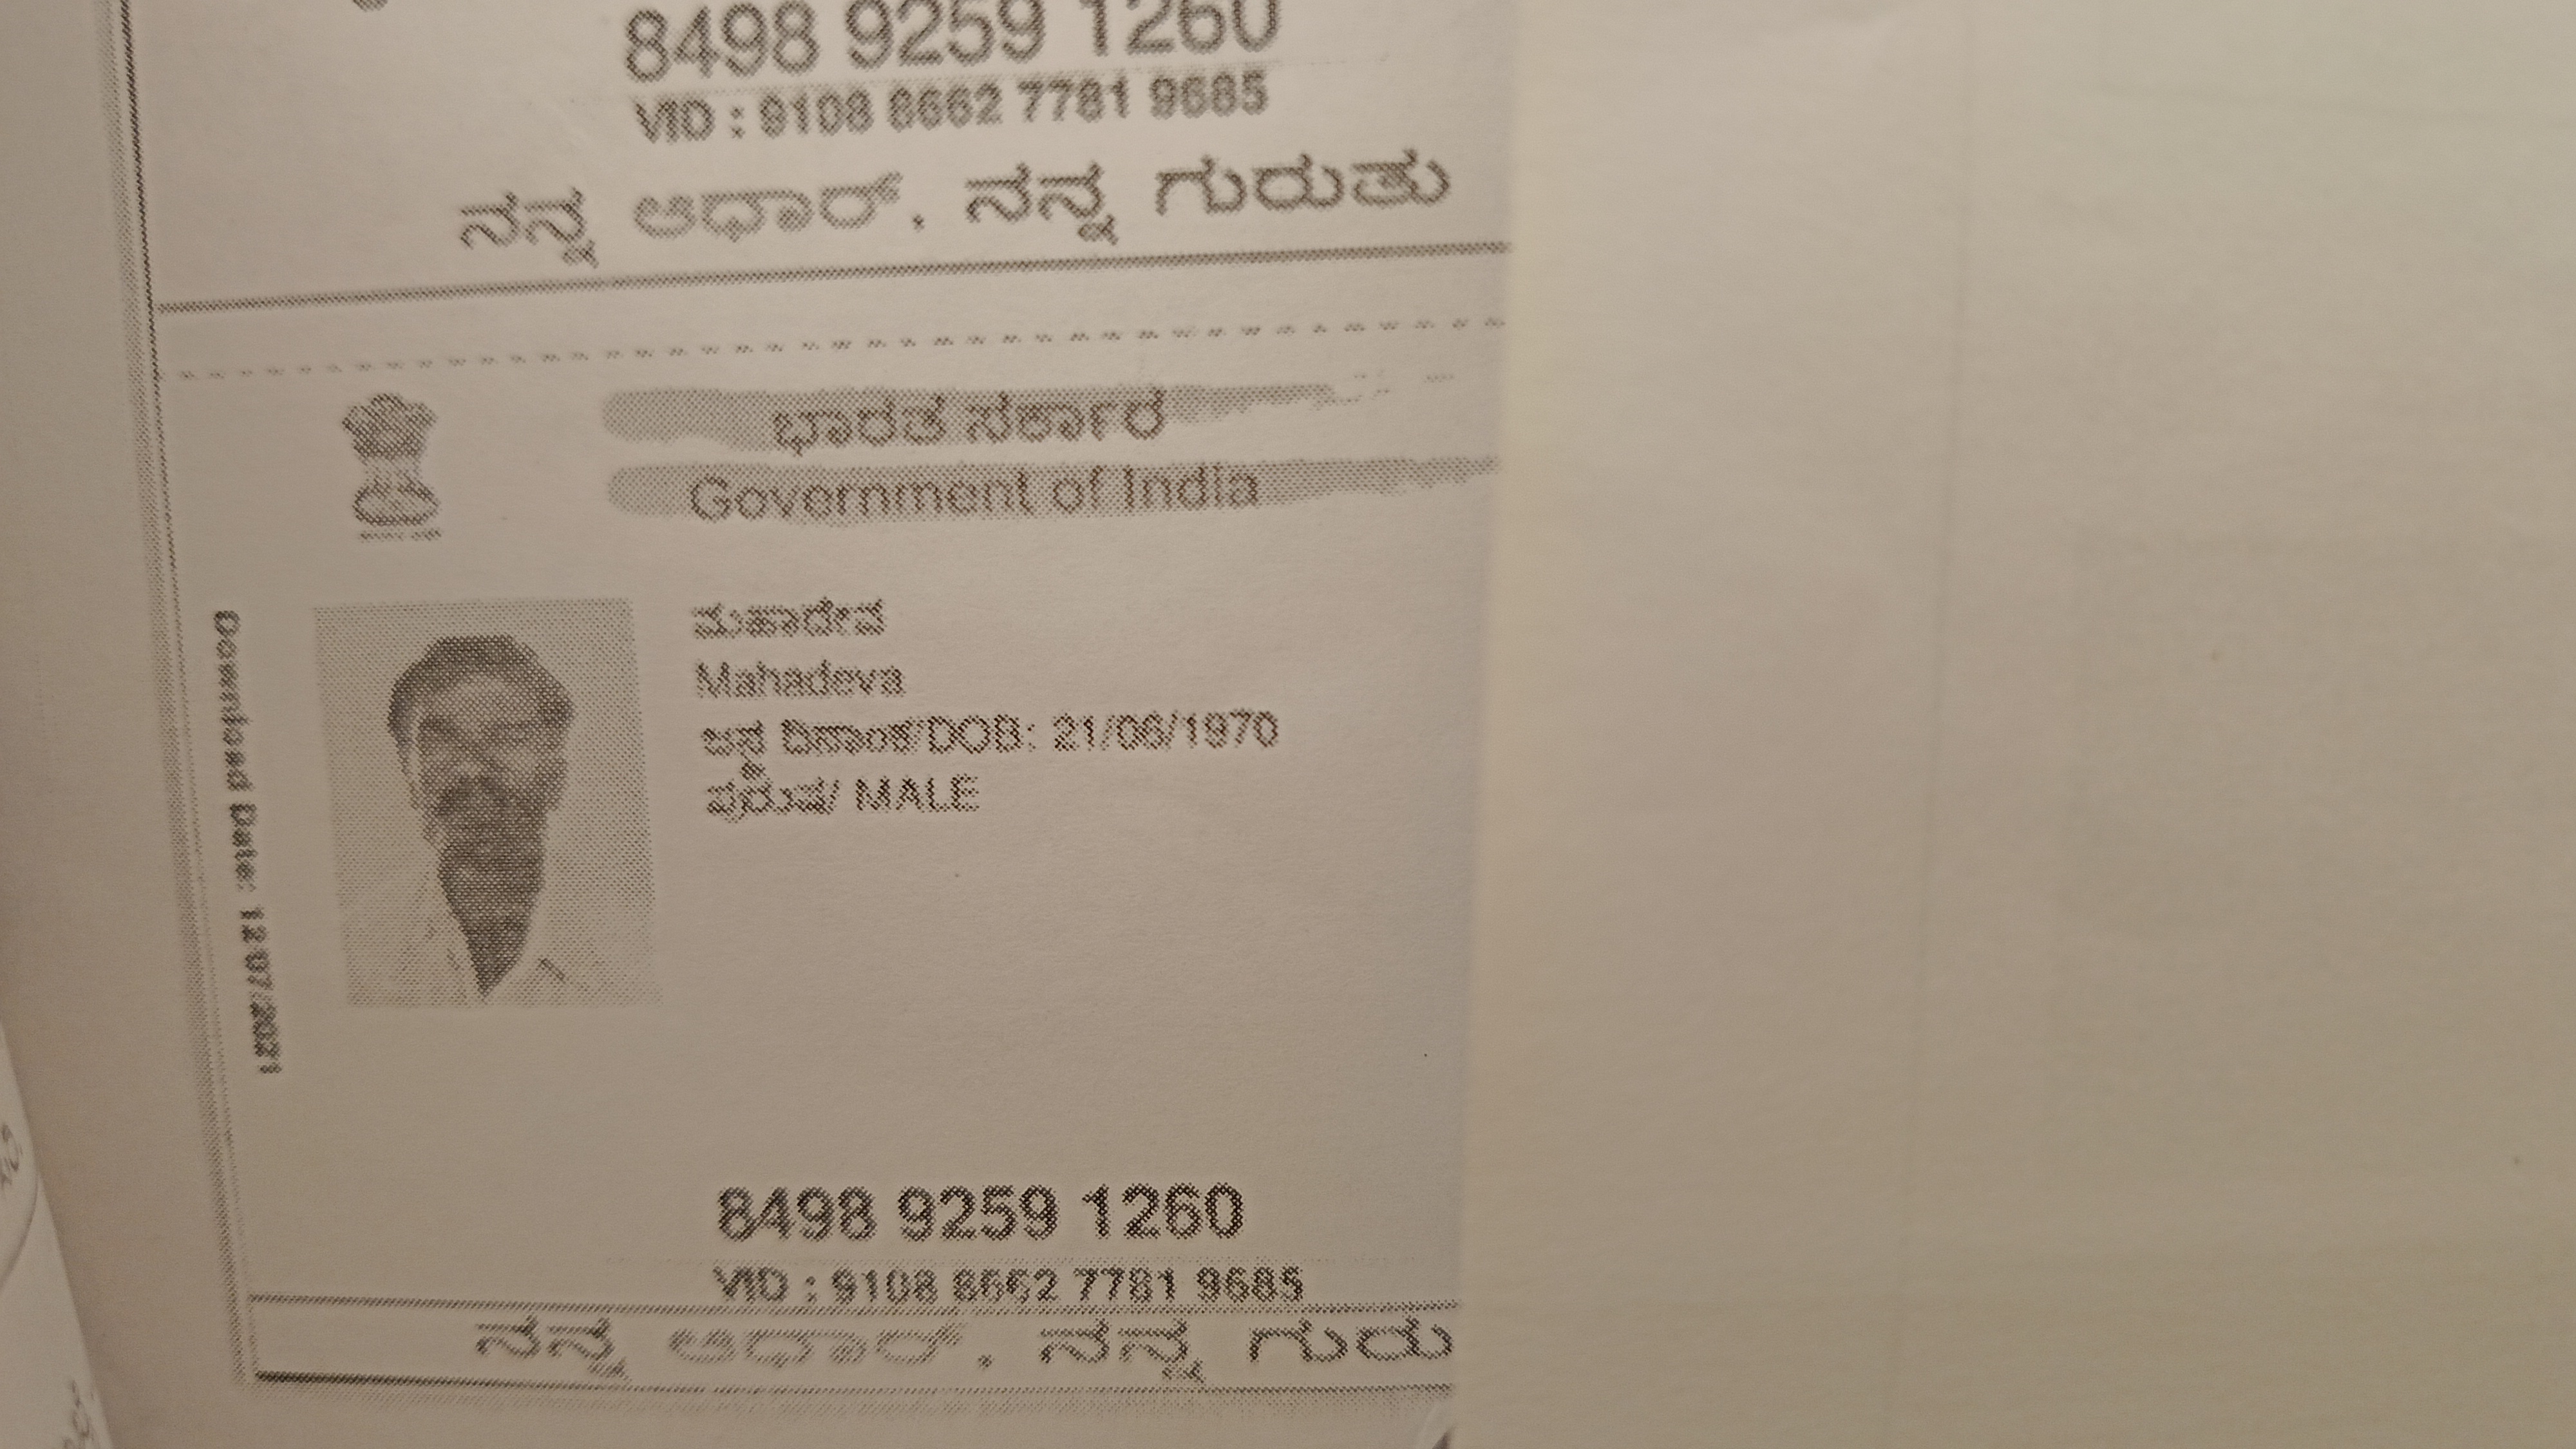 8498 9259 1260
VID : 9108 8662 7781 9685
ನನ್ನ ಆಧಾರ್, ನನ್ನ ಗುರುತು
ಭಾರತ ಸರ್ಕಾರ
Government of India
Download Date: 12/07/2021
ಮಹಾದೇವ
Mahadeva
ಜನ್ಮ ದಿನಾಂಕ/DOB: 21/06/1970
ಪುರುಷ/ MALE
8498 9259 1260
VID : 9108 8662 7781 9685
ನನ್ನ ಆಧಾರ್, ನನ್ನ ಗುರು